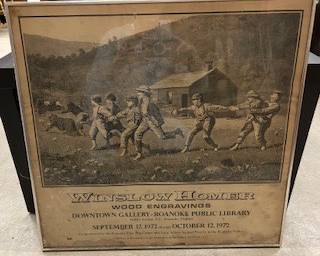 WINSLOW HOMER
WOOD ENGRAVINGS
DOWNTOWN GALLERY-ROANOKE PUBLIC LIBRARY
SEPTEMBER 17, 1972 OCTOBER 12, 1972